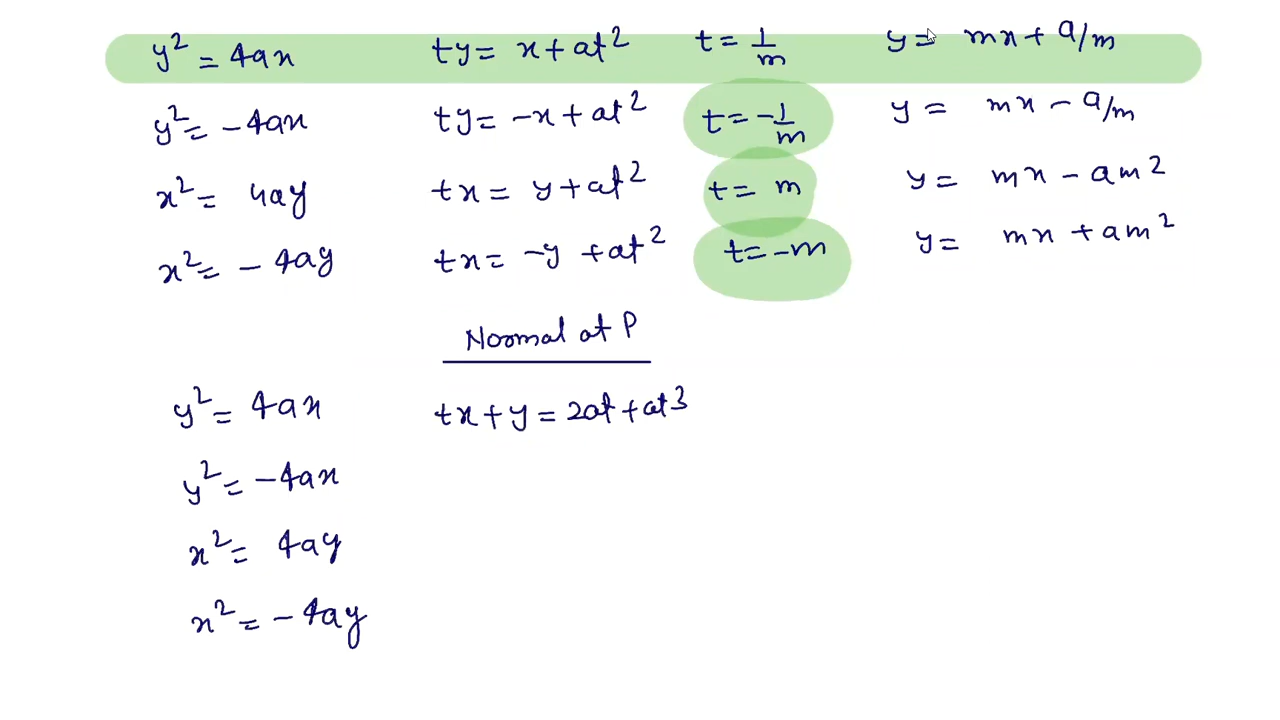 y² = 4ax ty = x + at² t = 1/m y = mx + a/m
y² = -4ax ty = -x + at² t = -1/m y = mx - a/m
x² = 4ay tx = y + at² t = m y = mx - am²
x² = -4ay tx = -y + at² t = -m y = mx + am²
Normal at P
y² = 4ax tx + y = 2at + at³
y² = -4ax
x² = 4ay
x² = -4ay